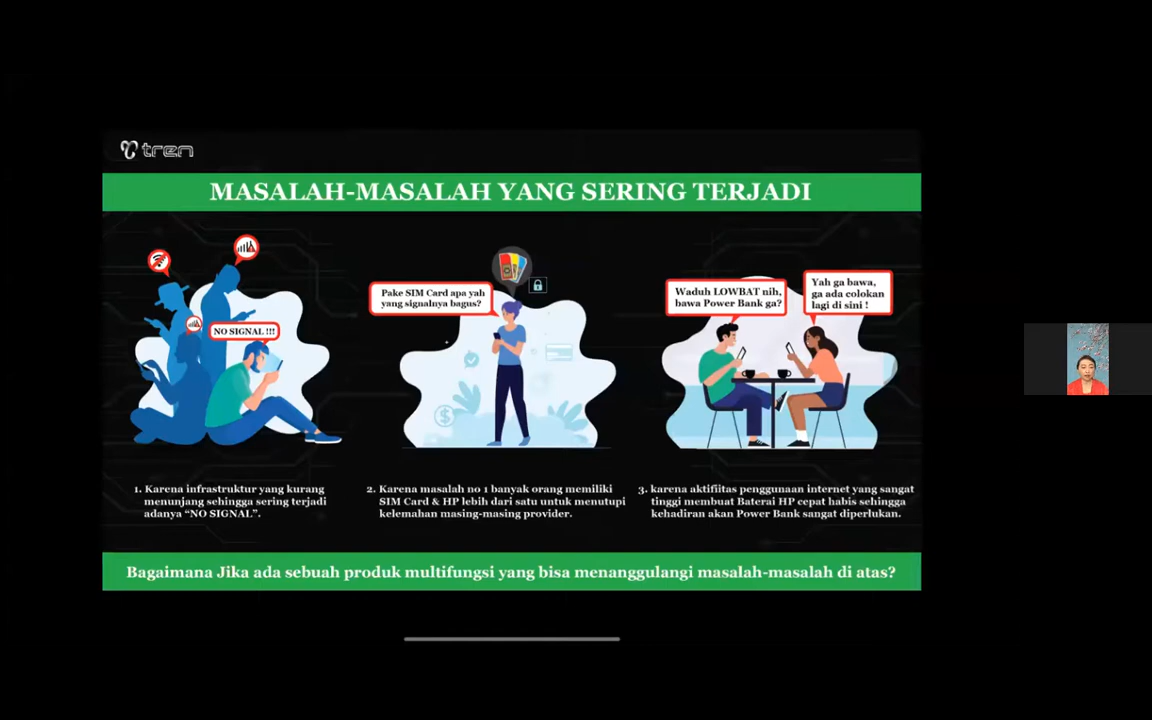 tren
MASALAH-MASALAH YANG SERING TERJADI
NO SIGNAL !!!
Pake SIM Card apa yah
yang signalnya bagus?
Waduh LOWBAT nih,
bawa Power Bank ga?
Yah ga bawa,
ga ada colokan
lagi di sini !
1. Karena infrastruktur yang kurang
menunjang sehingga sering terjadi
adanya “NO SIGNAL”.
2. Karena masalah no 1 banyak orang memiliki
SIM Card & HP lebih dari satu untuk menutupi
kelemahan masing-masing provider.
3. karena aktifiitas penggunaan internet yang sangat
tinggi membuat Baterai HP cepat habis sehingga
kehadiran akan Power Bank sangat diperlukan.
Bagaimana Jika ada sebuah produk multifungsi yang bisa menanggulangi masalah-masalah di atas?